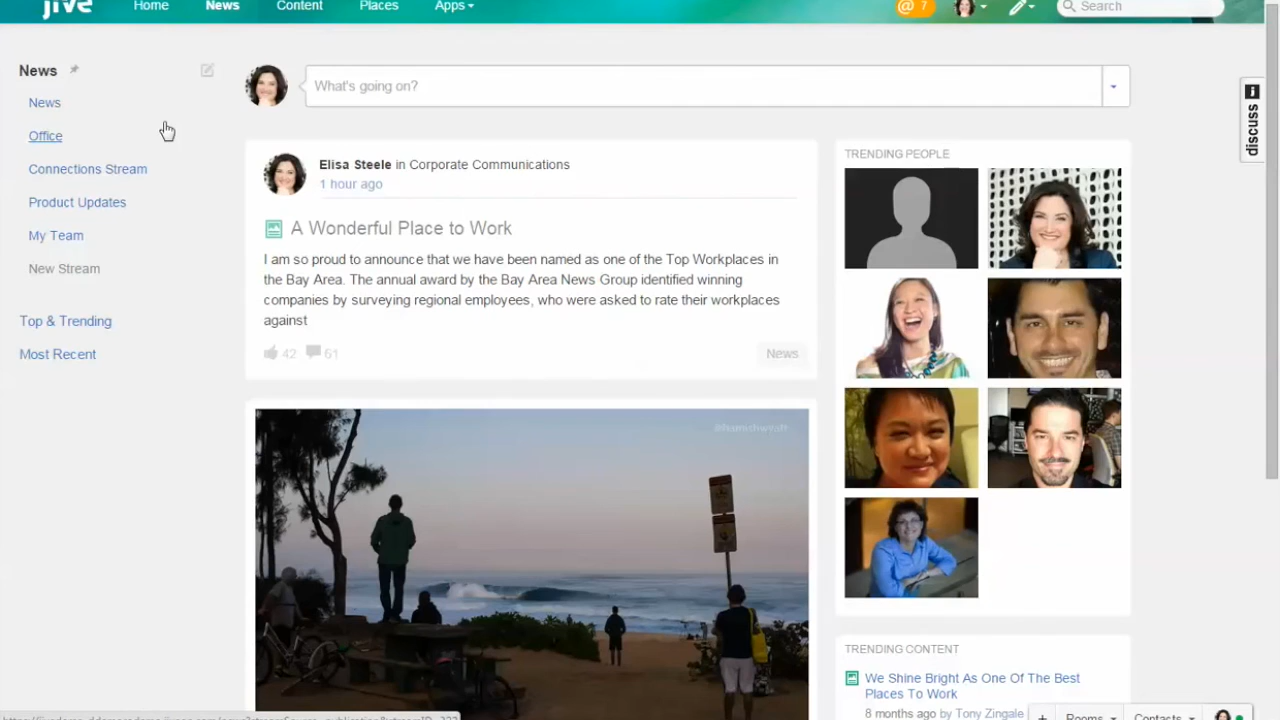 jive
Home
News
Content
Places
Apps
@ 7
Search
News
News
Office
Connections Stream
Product Updates
My Team
New Stream
Top & Trending
Most Recent
What's going on?
Elisa Steele in Corporate Communications
1 hour ago
A Wonderful Place to Work
I am so proud to announce that we have been named as one of the Top Workplaces in
the Bay Area. The annual award by the Bay Area News Group identified winning
companies by surveying regional employees, who were asked to rate their workplaces
against
42
61
News
TRENDING PEOPLE
TRENDING CONTENT
We Shine Bright As One Of The Best
Places To Work
8 months ago by Tony Zingale
discuss
+
Rooms
Contacts